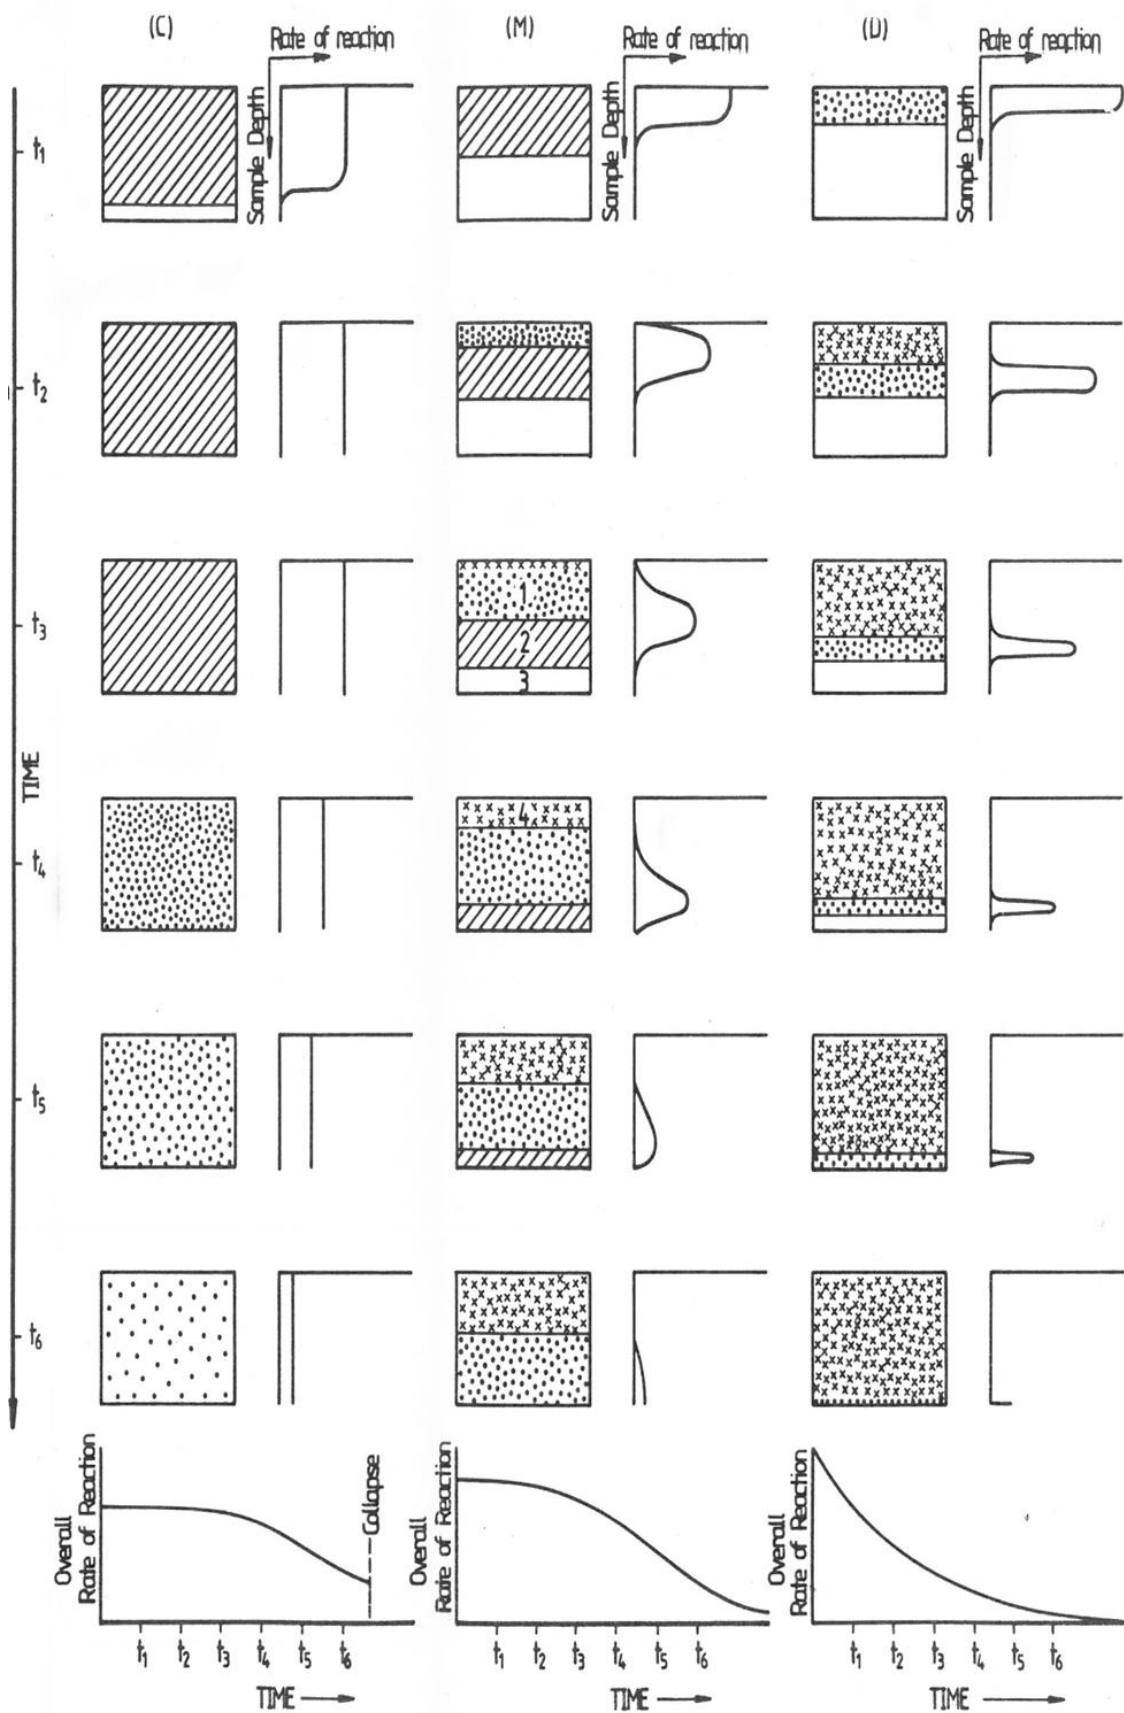 (C)
(M)
(D)
Rate of reaction
Rate of reaction
Rate of reaction
Sample Depth
Sample Depth
Sample Depth
t1
t2
t3
1
2
3
TIME
t4
4
t5
t6
Overall
Rate of Reaction
Collapse
Overall
Rate of Reaction
Overall
Rate of Reaction
t1 t2 t3 t4 t5 t6
t1 t2 t3 t4 t5 t6
t1 t2 t3 t4 t5 t6
TIME
TIME
TIME